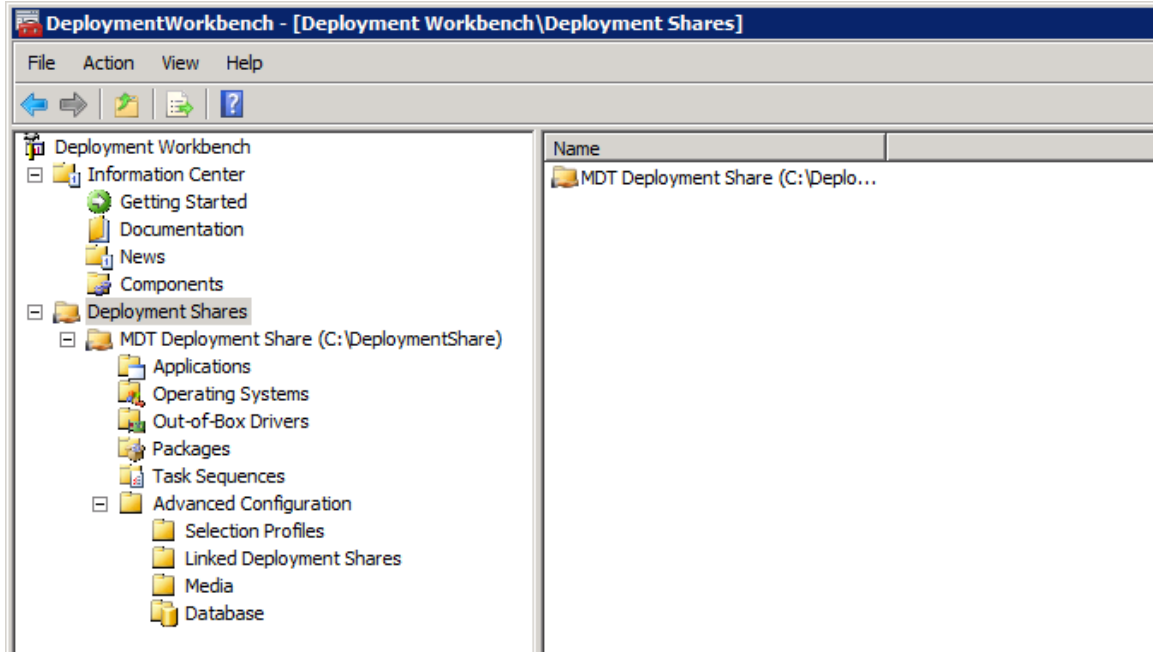 DeploymentWorkbench - [Deployment Workbench\Deployment Shares]
File Action View Help
Deployment Workbench
Information Center
Getting Started
Documentation
News
Components
Deployment Shares
MDT Deployment Share (C:\DeploymentShare)
Applications
Operating Systems
Out-of-Box Drivers
Packages
Task Sequences
Advanced Configuration
Selection Profiles
Linked Deployment Shares
Media
Database
Name
MDT Deployment Share (C:\Deplo...